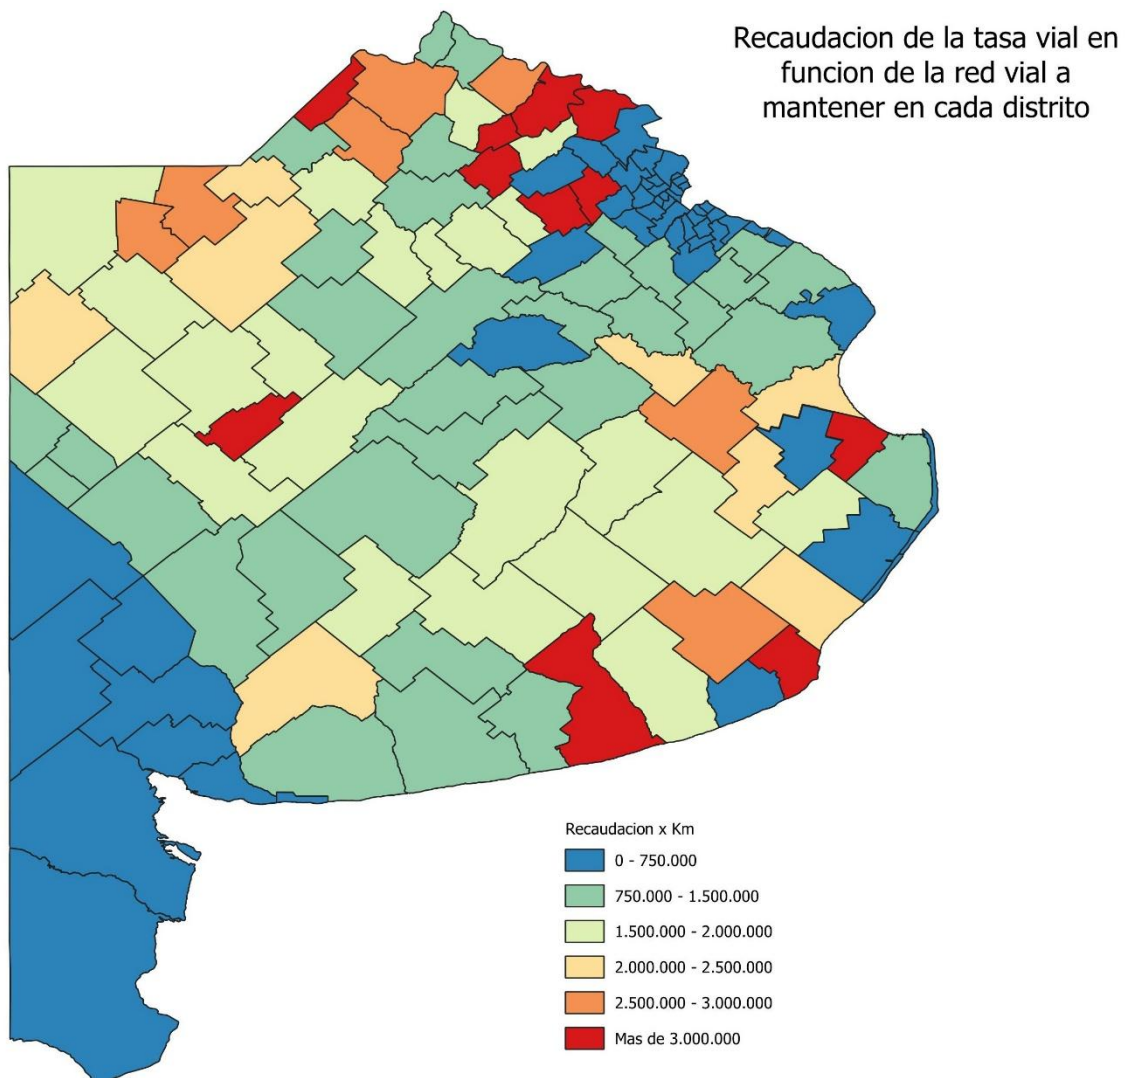 Recaudacion de la tasa vial en
funcion de la red vial a
mantener en cada distrito
Recaudacion x Km
0 - 750.000
750.000 - 1.500.000
1.500.000 - 2.000.000
2.000.000 - 2.500.000
2.500.000 - 3.000.000
Mas de 3.000.000